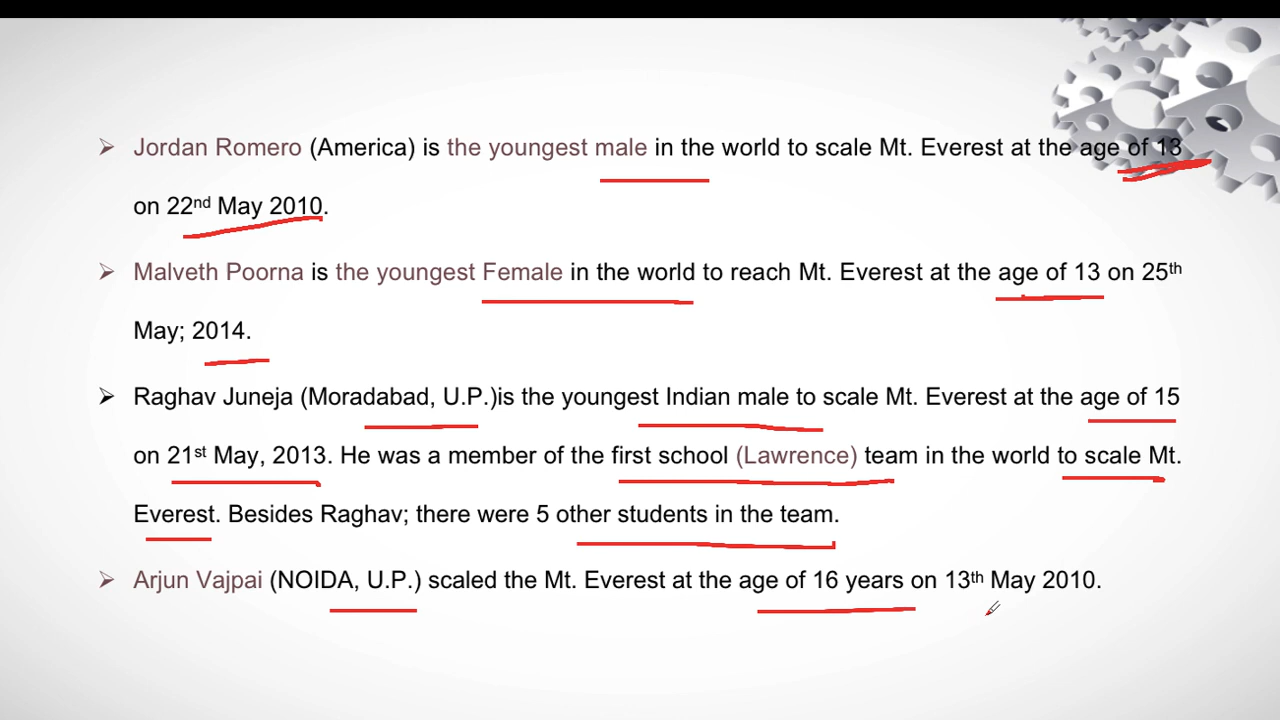 ➢ Jordan Romero (America) is the youngest male in the world to scale Mt. Everest at the age of 13
on 22nd May 2010.
➢ Malveth Poorna is the youngest Female in the world to reach Mt. Everest at the age of 13 on 25th
May; 2014.
➢ Raghav Juneja (Moradabad, U.P.)is the youngest Indian male to scale Mt. Everest at the age of 15
on 21st May, 2013. He was a member of the first school (Lawrence) team in the world to scale Mt.
Everest. Besides Raghav; there were 5 other students in the team.
➢ Arjun Vajpai (NOIDA, U.P.) scaled the Mt. Everest at the age of 16 years on 13th May 2010.